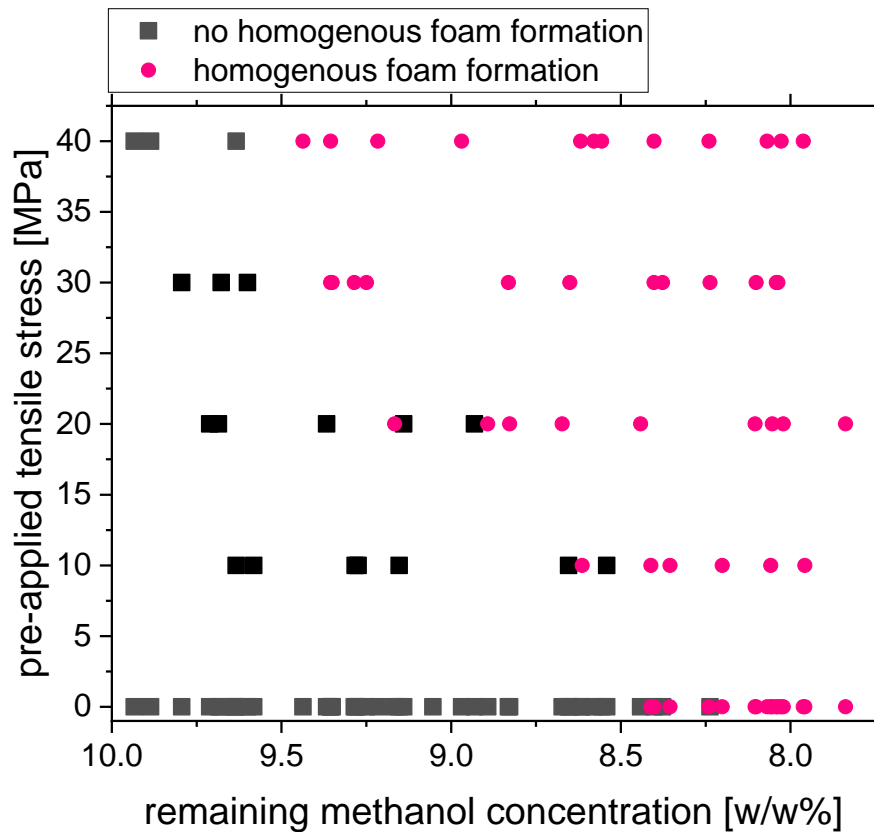 no homogenous foam formation
homogenous foam formation
pre-applied tensile stress [MPa]
40
35
30
25
20
15
10
5
0
10.0 9.5 9.0 8.5 8.0
remaining methanol concentration [w/w%]